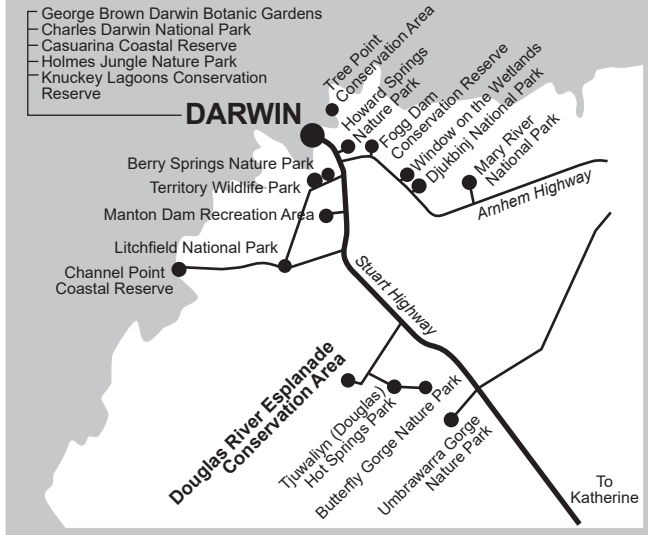 George Brown Darwin Botanic Gardens
Charles Darwin National Park
Casuarina Coastal Reserve
Holmes Jungle Nature Park
Knuckey Lagoons Conservation
Reserve
DARWIN
Tree Point
Conservation Area
Howard Springs
Nature Park
Fogg Dam
Conservation Reserve
Window on the Wetlands
Djukbinj National Park
Mary River
National Park
Arnhem Highway
Berry Springs Nature Park
Territory Wildlife Park
Manton Dam Recreation Area
Litchfield National Park
Channel Point
Coastal Reserve
Stuart Highway
Douglas River Esplanade
Conservation Area
Tjuwaliyn (Douglas)
Hot Springs Park
Butterfly Gorge Nature Park
Umbrawarra Gorge
Nature Park
To
Katherine